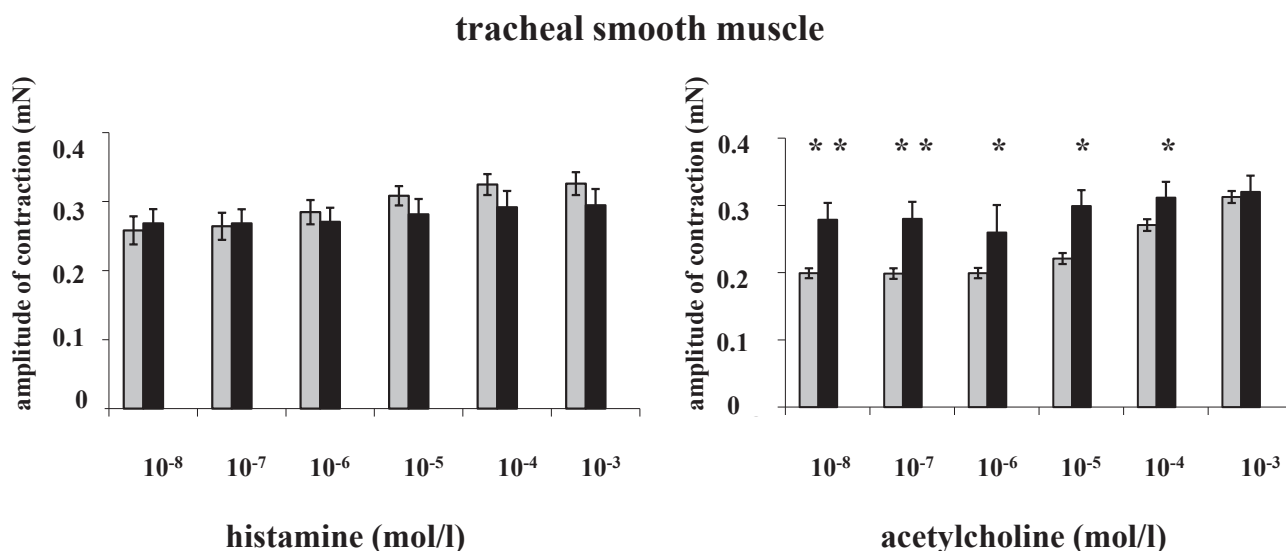 tracheal smooth muscle
amplitude of contraction (mN)
0.4
0.3
0.2
0.1
0
10⁻⁸ 10⁻⁷ 10⁻⁶ 10⁻⁵ 10⁻⁴ 10⁻³
histamine (mol/l)
amplitude of contraction (mN)
0.4
0.3
0.2
0.1
0
* * * * * * *
10⁻⁸ 10⁻⁷ 10⁻⁶ 10⁻⁵ 10⁻⁴ 10⁻³
acetylcholine (mol/l)